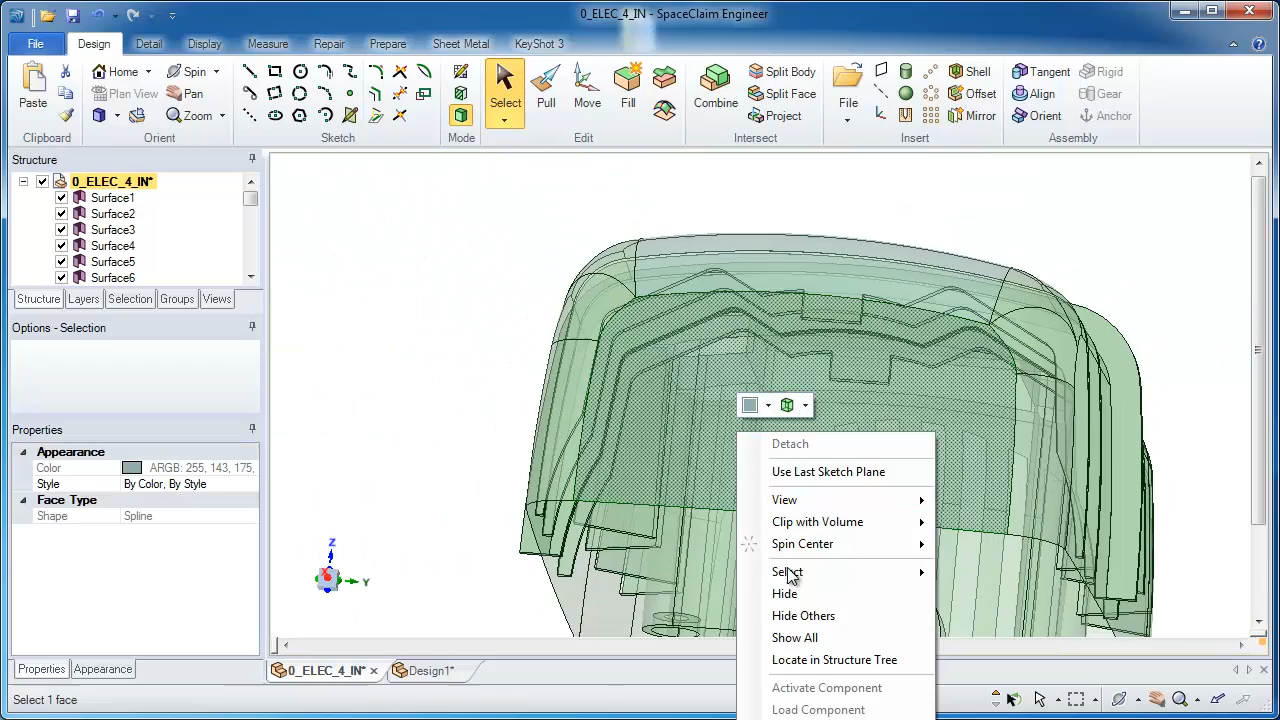 0_ELEC_4_IN - SpaceClaim Engineer
File Design Detail Display Measure Repair Prepare Sheet Metal KeyShot 3
Paste
Clipboard
Home Spin
Plan View Pan
Zoom
Orient
Sketch
Mode
Select Pull Move Fill
Edit
Combine Split Body
Split Face
Project
Intersect
File Shell
Offset
Mirror
Insert
Tangent Rigid
Align Gear
Orient Anchor
Assembly
Structure
0_ELEC_4_IN*
Surface1
Surface2
Surface3
Surface4
Surface5
Surface6
Structure Layers Selection Groups Views
Options - Selection
Properties
Appearance
Color ARGB: 255, 143, 175,
Style By Color, By Style
Face Type
Shape Spline
Properties Appearance
Z
X
Y
Detach
Use Last Sketch Plane
View
Clip with Volume
Spin Center
Select
Hide
Hide Others
Show All
Locate in Structure Tree
Activate Component
Load Component
0_ELEC_4_IN* Design1*
Select 1 face